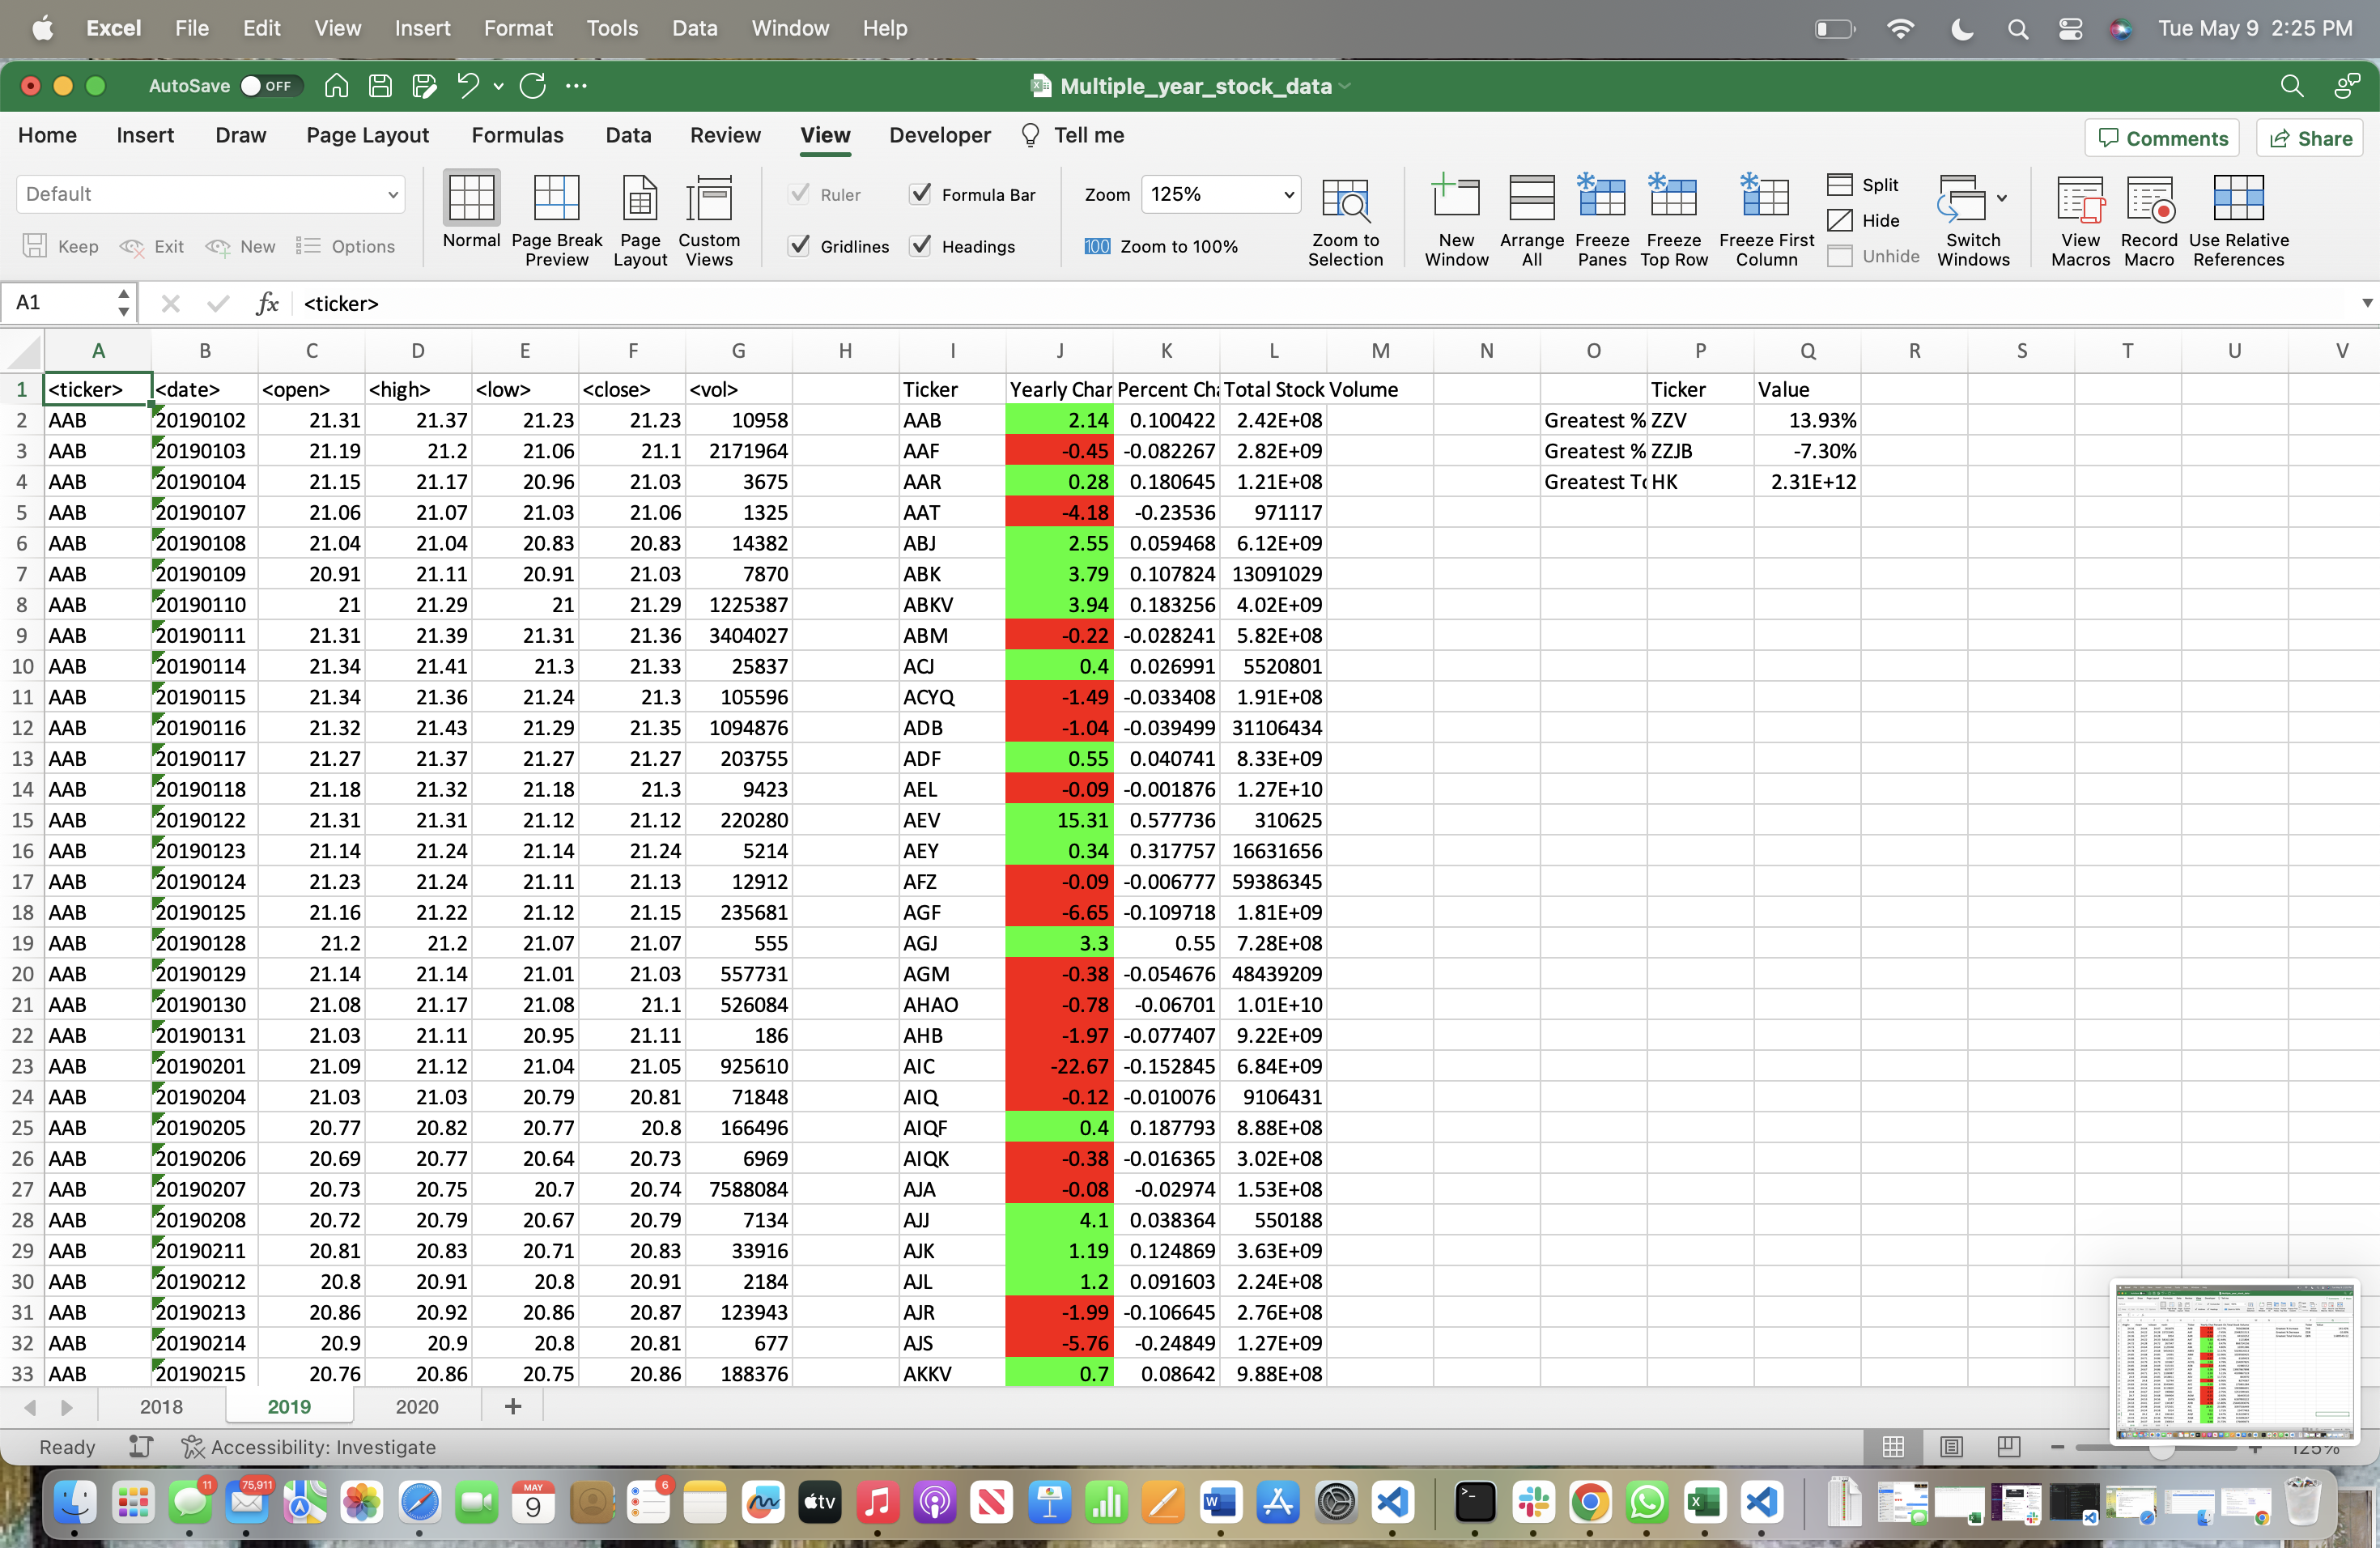 Excel File Edit View Insert Format Tools Data Window Help Tue May 9 2:25 PM
AutoSave OFF Multiple_year_stock_data
Home Insert Draw Page Layout Formulas Data Review View Developer Tell me Comments Share
Default Ruler Formula Bar Zoom 125% Split
Normal Page Break Preview Page Layout Custom Views Zoom to Selection New Window Arrange All Freeze Panes Freeze Top Row Freeze First Column Hide Switch Windows View Macros Record Macro Use Relative References
Keep Exit New Options Gridlines Headings 100 Zoom to 100% Unhide
A1 fx <ticker>
A B C D E F G H I J K L M N O P Q R S T U V
1 <ticker> <date> <open> <high> <low> <close> <vol> Ticker Yearly Char Percent Cha Total Stock Volume Ticker Value
2 AAB 20190102 21.31 21.37 21.23 21.23 10958 AAB 2.14 0.100422 2.42E+08 Greatest % ZZV 13.93%
3 AAB 20190103 21.19 21.2 21.06 21.1 2171964 AAF -0.45 -0.082267 2.82E+09 Greatest % ZZJB -7.30%
4 AAB 20190104 21.15 21.17 20.96 21.03 3675 AAR 0.28 0.180645 1.21E+08 Greatest To HK 2.31E+12
5 AAB 20190107 21.06 21.07 21.03 21.06 1325 AAT -4.18 -0.23536 971117
6 AAB 20190108 21.04 21.04 20.83 20.83 14382 ABJ 2.55 0.059468 6.12E+09
7 AAB 20190109 20.91 21.11 20.91 21.03 7870 ABK 3.79 0.107824 13091029
8 AAB 20190110 21 21.29 21 21.29 1225387 ABKV 3.94 0.183256 4.02E+09
9 AAB 20190111 21.31 21.39 21.31 21.36 3404027 ABM -0.22 -0.028241 5.82E+08
10 AAB 20190114 21.34 21.41 21.3 21.33 25837 ACJ 0.4 0.026991 5520801
11 AAB 20190115 21.34 21.36 21.24 21.3 105596 ACYQ -1.49 -0.033408 1.91E+08
12 AAB 20190116 21.32 21.43 21.29 21.35 1094876 ADB -1.04 -0.039499 31106434
13 AAB 20190117 21.27 21.37 21.27 21.27 203755 ADF 0.55 0.040741 8.33E+09
14 AAB 20190118 21.18 21.32 21.18 21.3 9423 AEL -0.09 -0.001876 1.27E+10
15 AAB 20190122 21.31 21.31 21.12 21.12 220280 AEV 15.31 0.577736 310625
16 AAB 20190123 21.14 21.24 21.14 21.24 5214 AEY 0.34 0.317757 16631656
17 AAB 20190124 21.23 21.24 21.11 21.13 12912 AFZ -0.09 -0.006777 59386345
18 AAB 20190125 21.16 21.22 21.12 21.15 235681 AGF -6.65 -0.109718 1.81E+09
19 AAB 20190128 21.2 21.2 21.07 21.07 555 AGJ 3.3 0.55 7.28E+08
20 AAB 20190129 21.14 21.14 21.01 21.03 557731 AGM -0.38 -0.054676 48439209
21 AAB 20190130 21.08 21.17 21.08 21.1 526084 AHAO -0.78 -0.06701 1.01E+10
22 AAB 20190131 21.03 21.11 20.95 21.11 186 AHB -1.97 -0.077407 9.22E+09
23 AAB 20190201 21.09 21.12 21.04 21.05 925610 AIC -22.67 -0.152845 6.84E+09
24 AAB 20190204 21.03 21.03 20.79 20.81 71848 AIQ -0.12 -0.010076 9106431
25 AAB 20190205 20.77 20.82 20.77 20.8 166496 AIQF 0.4 0.187793 8.88E+08
26 AAB 20190206 20.69 20.77 20.64 20.73 6969 AIQK -0.38 -0.016365 3.02E+08
27 AAB 20190207 20.73 20.75 20.7 20.74 7588084 AJA -0.08 -0.02974 1.53E+08
28 AAB 20190208 20.72 20.79 20.67 20.79 7134 AJJ 4.1 0.038364 550188
29 AAB 20190211 20.81 20.83 20.71 20.83 33916 AJK 1.19 0.124869 3.63E+09
30 AAB 20190212 20.8 20.91 20.8 20.91 2184 AJL 1.2 0.091603 2.24E+08
31 AAB 20190213 20.86 20.92 20.86 20.87 123943 AJR -1.99 -0.106645 2.76E+08
32 AAB 20190214 20.9 20.9 20.8 20.81 677 AJS -5.76 -0.24849 1.27E+09
33 AAB 20190215 20.76 20.86 20.75 20.86 188376 AKKV 0.7 0.08642 9.88E+08
2018 2019 2020 +
Ready Accessibility: Investigate 125%
11 75,911 MAY 9 6 tv W X